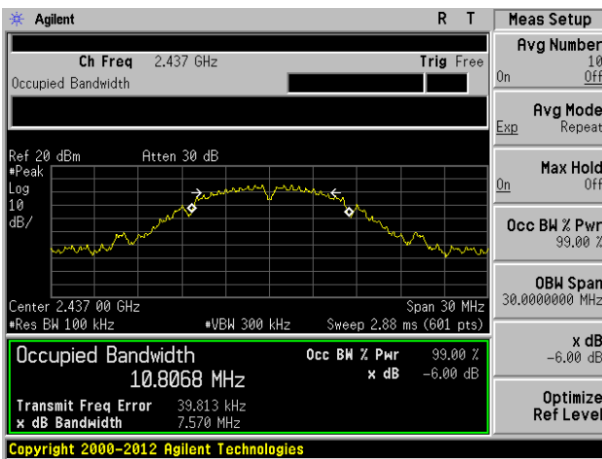 Agilent R T Meas Setup
Ch Freq 2.437 GHz Trig Free
Occupied Bandwidth
Avg Number
10
On Off
Avg Mode
Exp Repeat
Max Hold
On Off
Occ BW % Pwr
99.00 %
OBW Span
30.0000000 MHz
x dB
-6.00 dB
Optimize
Ref Level
Ref 20 dBm Atten 30 dB
#Peak
Log
10
dB/
Center 2.437 00 GHz Span 30 MHz
#Res BW 100 kHz #VBW 300 kHz Sweep 2.88 ms (601 pts)
Occupied Bandwidth Occ BW % Pwr 99.00 %
10.8068 MHz x dB -6.00 dB
Transmit Freq Error 39.813 kHz
x dB Bandwidth 7.570 MHz
Copyright 2000-2012 Agilent Technologies